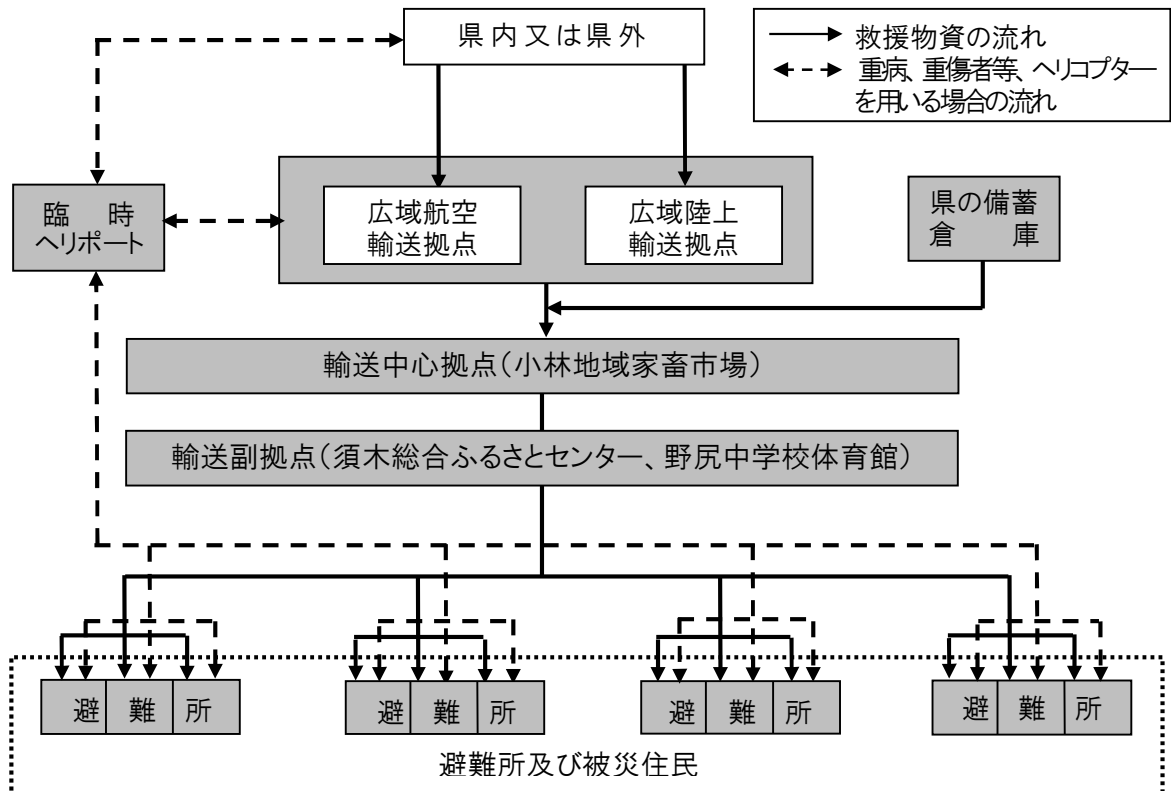 県内又は県外
救援物資の流れ
重病、重傷者等、ヘリコプター
を用いる場合の流れ
臨時
ヘリポート
広域航空
輸送拠点
広域陸上
輸送拠点
県の備蓄
倉庫
輸送中心拠点(小林地域家畜市場)
輸送副拠点(須木総合ふるさとセンター、野尻中学校体育館)
避難所
避難所
避難所
避難所
避難所及び被災住民